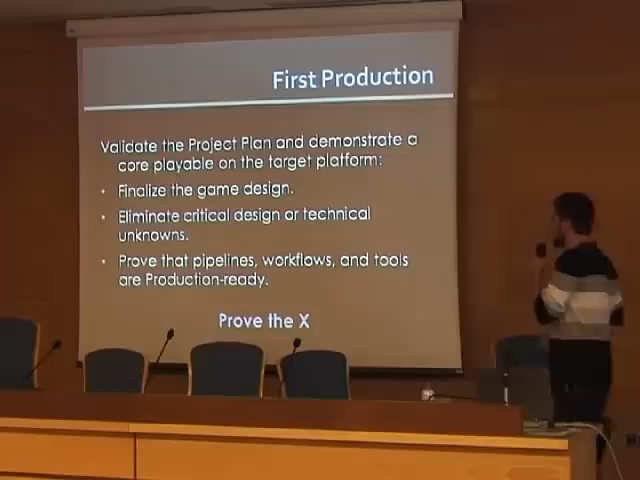 First Production
Validate the Project Plan and demonstrate a
core playable on the target platform:
• Finalize the game design.
• Eliminate critical design or technical
unknowns.
• Prove that pipelines, workflows, and tools
are Production-ready.
Prove the X